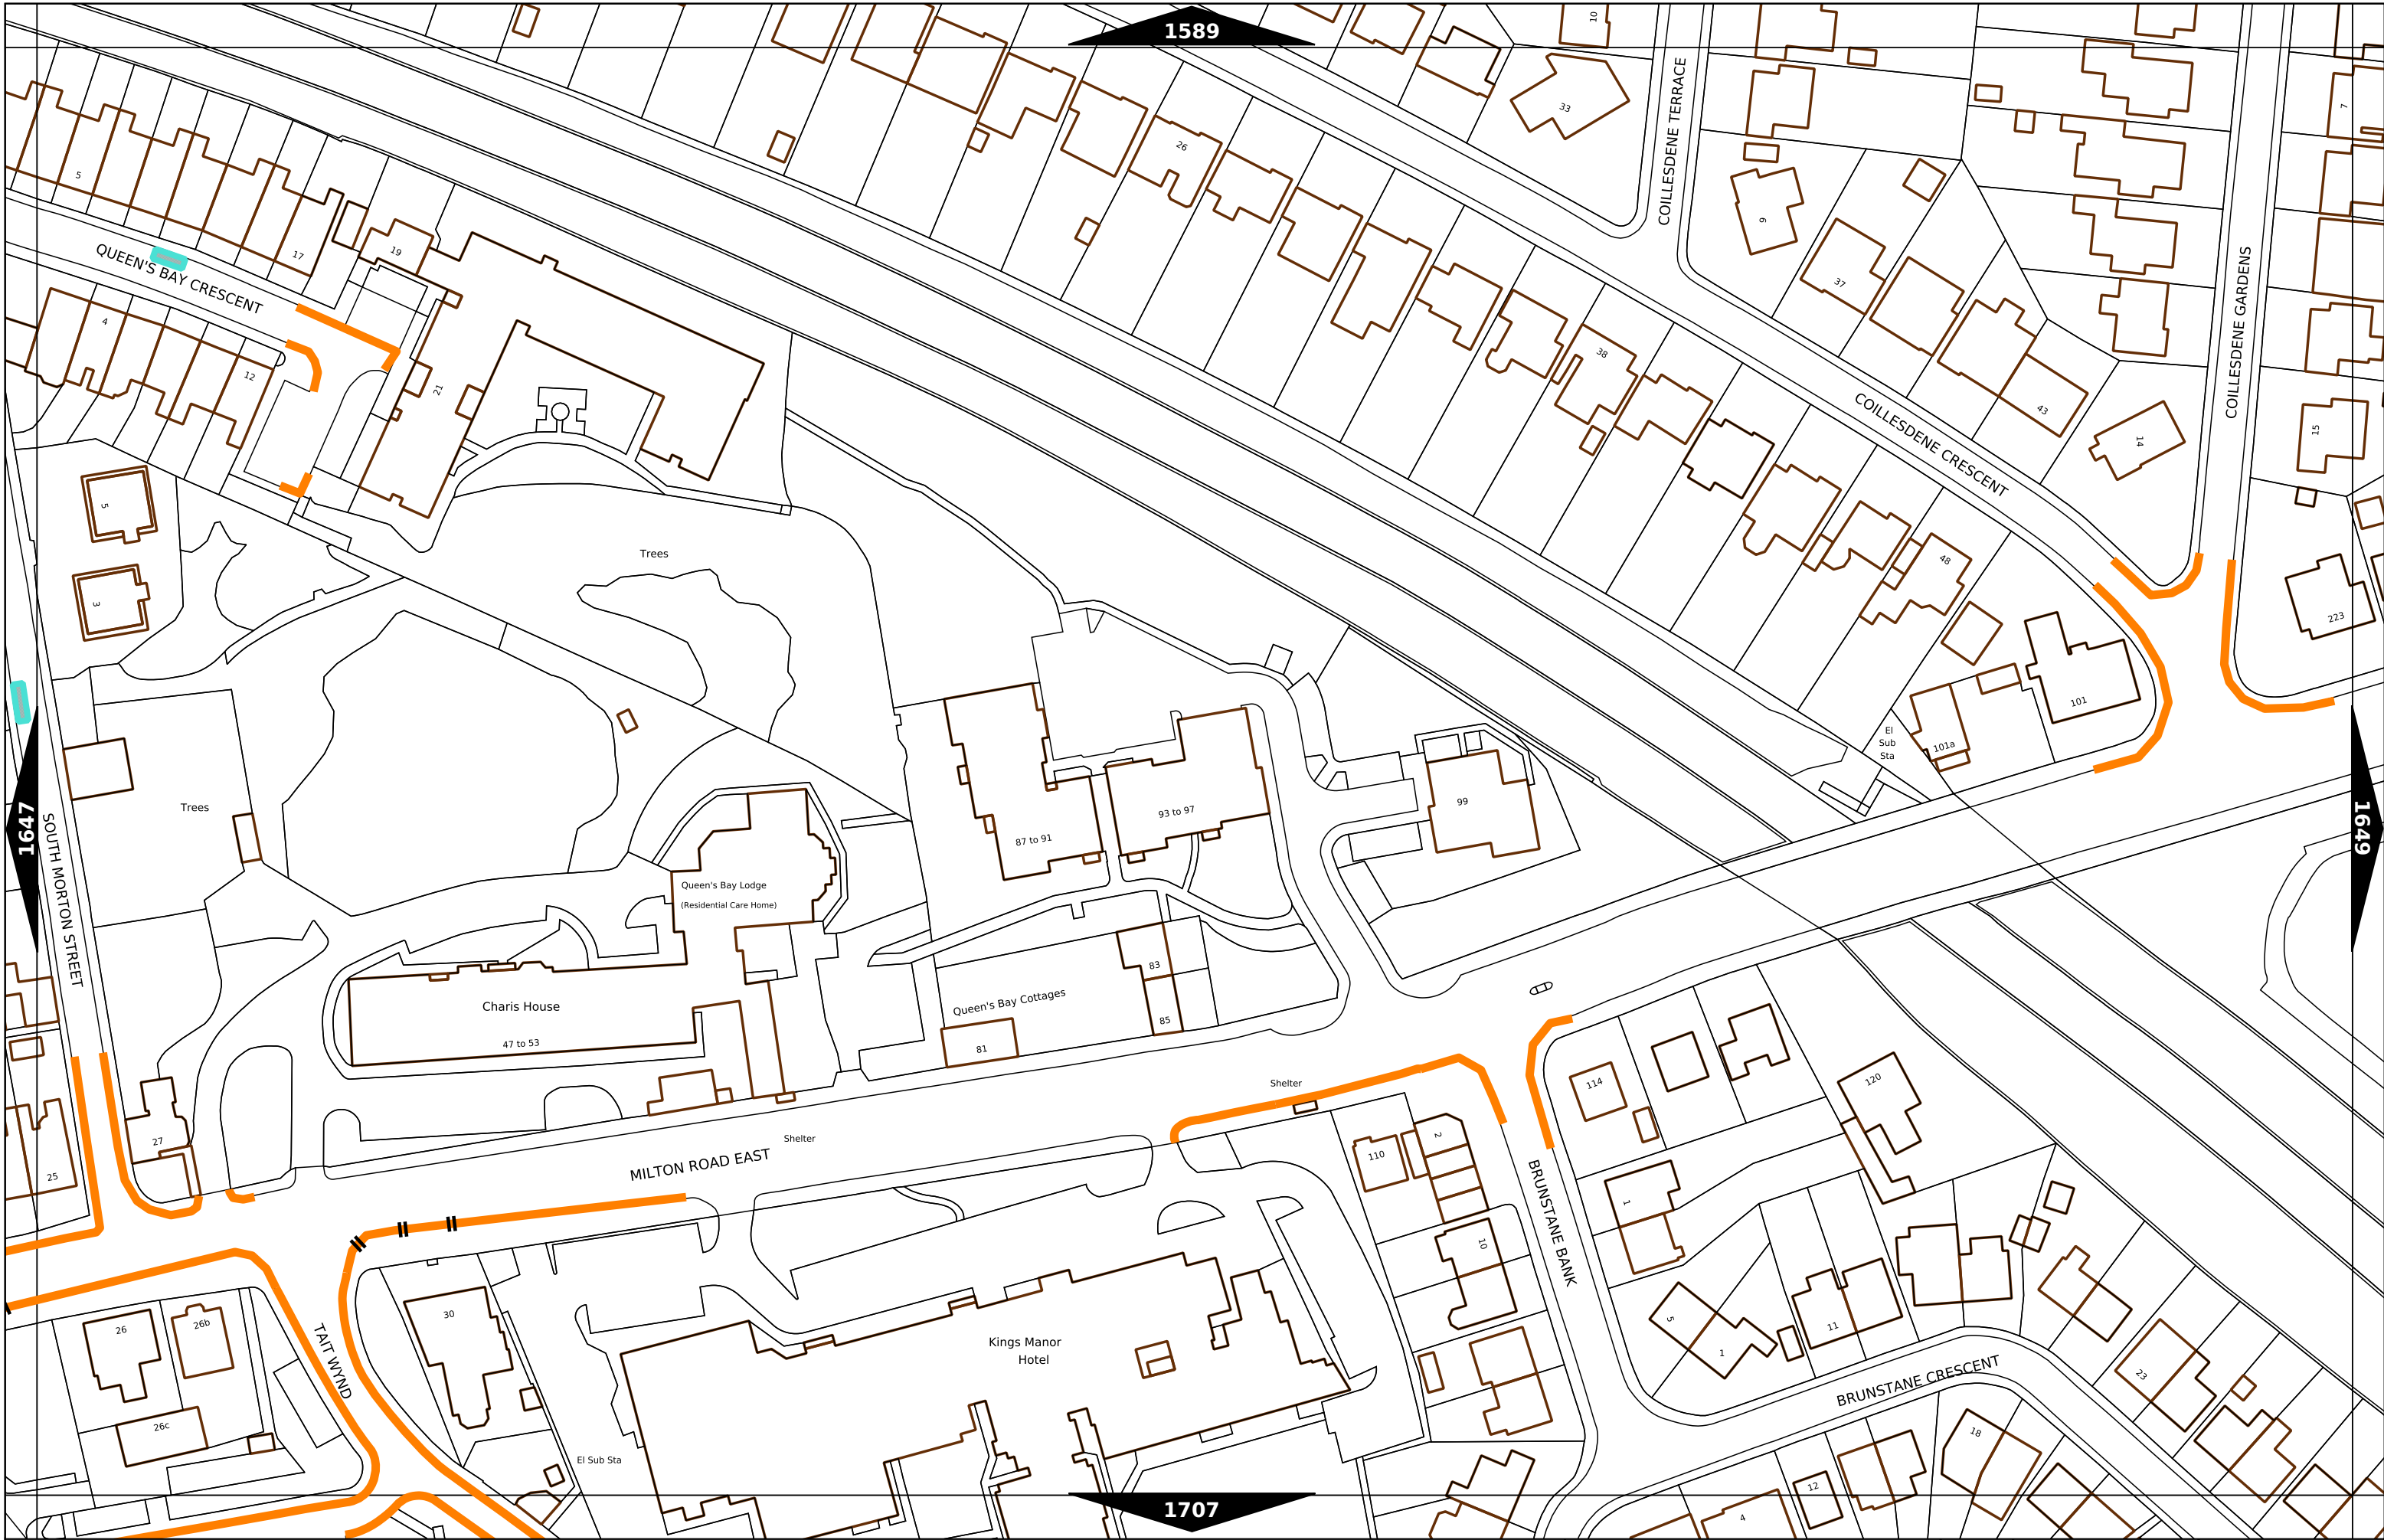 1589
10
33
7
26
COILLESDENE TERRACE
5
6
QUEEN'S BAY CRESCENT
17
19
37
COILLESDENE GARDENS
4
38
12
21
COILLESDENE CRESCENT
43
14
15
5
Trees
48
3
223
101
El
Sub
Sta
101a
1647
Trees
99
93 to 97
87 to 91
1649
SOUTH MORTON STREET
Queen's Bay Lodge
(Residential Care Home)
83
Charis House
Queen's Bay Cottages
85
47 to 53
81
Shelter
114
120
27
Shelter
2
110
MILTON ROAD EAST
25
BRUNSTANE BANK
1
10
30
26
26b
TAIT WYND
Kings Manor
Hotel
5
11
1
BRUNSTANE CRESCENT
23
26c
El Sub Sta
18
12
4
1707